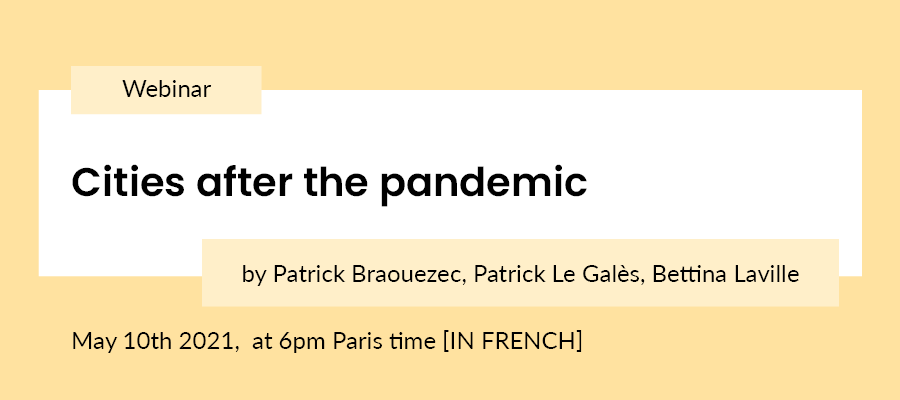 Webinar
Cities after the pandemic
by Patrick Braouezec, Patrick Le Galès, Bettina Laville
May 10th 2021,  at 6pm Paris time [IN FRENCH]